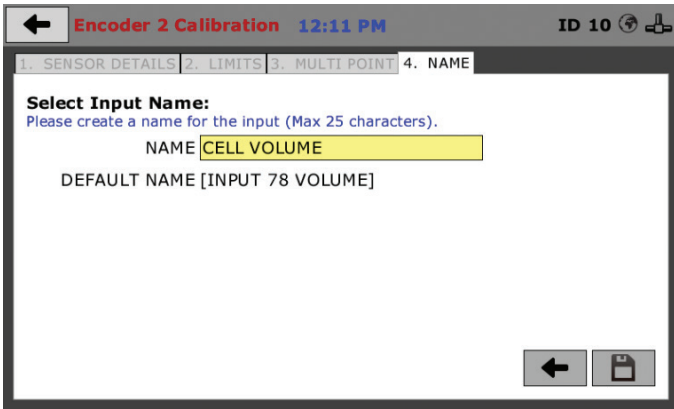 Encoder 2 Calibration 12:11 PM ID 10
1. SENSOR DETAILS 2. LIMITS 3. MULTI POINT 4. NAME
Select Input Name:
Please create a name for the input (Max 25 characters).
NAME CELL VOLUME
DEFAULT NAME [INPUT 78 VOLUME]